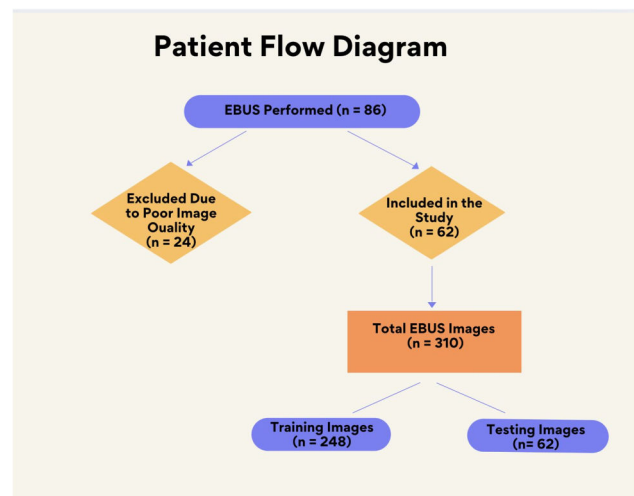 Patient Flow Diagram
EBUS Performed (n = 86)
Excluded Due
to Poor Image
Quality
(n = 24)
Included in the
Study
(n = 62)
Total EBUS Images
(n = 310)
Training Images
(n = 248)
Testing Images
(n= 62)